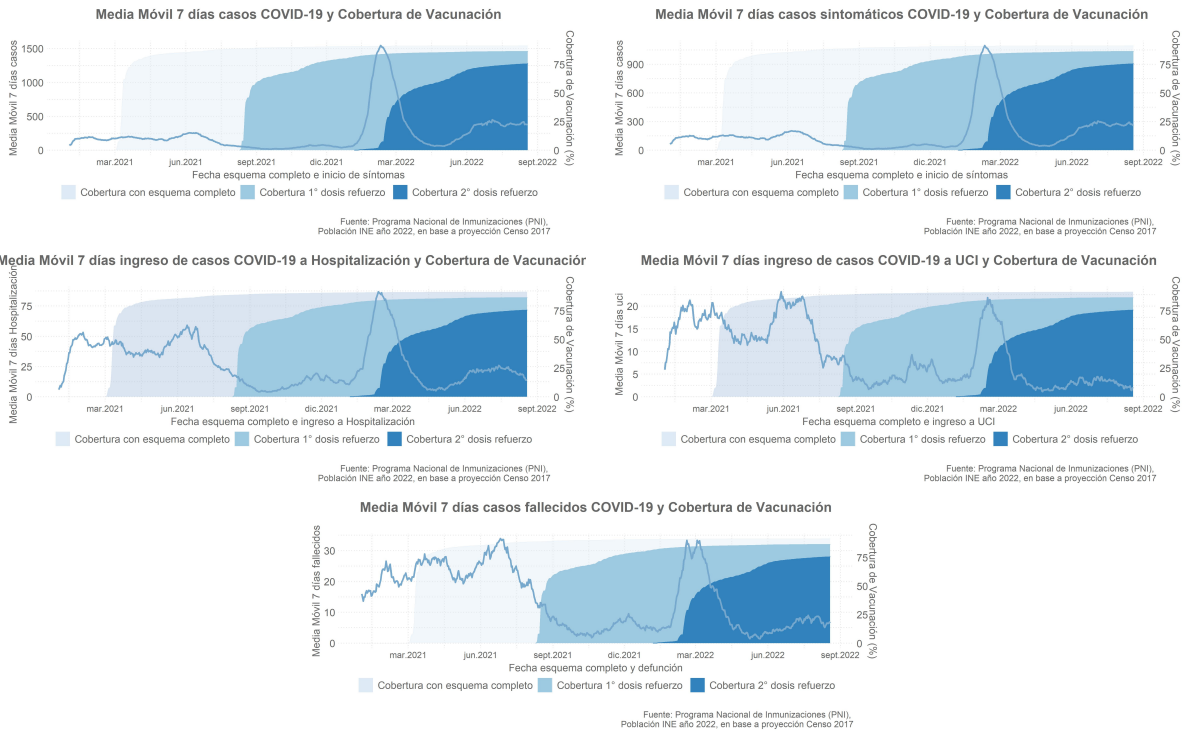 Media Móvil 7 días casos COVID-19 y Cobertura de Vacunación
Media Móvil 7 días casos
1500
1000
500
0
Cobertura de Vacunación (%)
75
50
25
0
mar.2021 jun.2021 sept.2021 dic.2021 mar.2022 jun.2022 sept.2022
Fecha esquema completo e inicio de síntomas
Cobertura con esquema completo Cobertura 1° dosis refuerzo Cobertura 2° dosis refuerzo
Fuente: Programa Nacional de Inmunizaciones (PNI),
Población INE año 2022, en base a proyección Censo 2017
Media Móvil 7 días casos sintomáticos COVID-19 y Cobertura de Vacunación
Media Móvil 7 días casos
900
600
300
0
Cobertura de Vacunación (%)
75
50
25
0
mar.2021 jun.2021 sept.2021 dic.2021 mar.2022 jun.2022 sept.2022
Fecha esquema completo e inicio de síntomas
Cobertura con esquema completo Cobertura 1° dosis refuerzo Cobertura 2° dosis refuerzo
Fuente: Programa Nacional de Inmunizaciones (PNI),
Población INE año 2022, en base a proyección Censo 2017
Media Móvil 7 días ingreso de casos COVID-19 a Hospitalización y Cobertura de Vacunación
Media Móvil 7 días Hospitalización
75
50
25
0
Cobertura de Vacunación (%)
75
50
25
0
mar.2021 jun.2021 sept.2021 dic.2021 mar.2022 jun.2022 sept.2022
Fecha esquema completo e ingreso a Hospitalización
Cobertura con esquema completo Cobertura 1° dosis refuerzo Cobertura 2° dosis refuerzo
Fuente: Programa Nacional de Inmunizaciones (PNI),
Población INE año 2022, en base a proyección Censo 2017
Media Móvil 7 días ingreso de casos COVID-19 a UCI y Cobertura de Vacunación
Media Móvil 7 días uci
20
15
10
5
0
Cobertura de Vacunación (%)
75
50
25
0
mar.2021 jun.2021 sept.2021 dic.2021 mar.2022 jun.2022 sept.2022
Fecha esquema completo e ingreso a UCI
Cobertura con esquema completo Cobertura 1° dosis refuerzo Cobertura 2° dosis refuerzo
Fuente: Programa Nacional de Inmunizaciones (PNI),
Población INE año 2022, en base a proyección Censo 2017
Media Móvil 7 días casos fallecidos COVID-19 y Cobertura de Vacunación
Media Móvil 7 días fallecidos
30
20
10
0
Cobertura de Vacunación (%)
75
50
25
0
mar.2021 jun.2021 sept.2021 dic.2021 mar.2022 jun.2022 sept.2022
Fecha esquema completo y defunción
Cobertura con esquema completo Cobertura 1° dosis refuerzo Cobertura 2° dosis refuerzo
Fuente: Programa Nacional de Inmunizaciones (PNI),
Población INE año 2022, en base a proyección Censo 2017